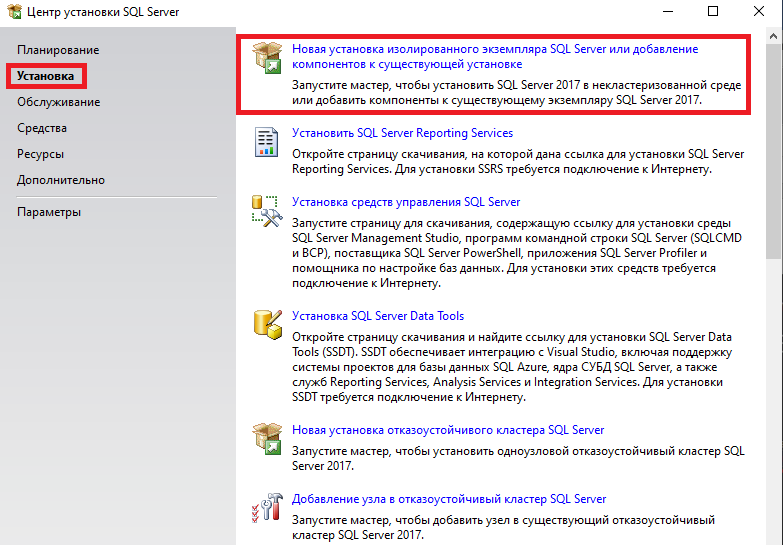 Центр установки SQL Server
Планирование
Установка
Обслуживание
Средства
Ресурсы
Дополнительно
Параметры
Новая установка изолированного экземпляра SQL Server или добавление
компонентов к существующей установке
Запустите мастер, чтобы установить SQL Server 2017 в некластеризованной среде
или добавить компоненты к существующему экземпляру SQL Server 2017.
Установить SQL Server Reporting Services
Откройте страницу скачивания, на которой дана ссылка для установки SQL Server
Reporting Services. Для установки SSRS требуется подключение к Интернету.
Установка средств управления SQL Server
Запустите страницу для скачивания, содержащую ссылку для установки среды
SQL Server Management Studio, программ командной строки SQL Server (SQLCMD
и BCP), поставщика SQL Server PowerShell, приложения SQL Server Profiler и
помощника по настройке баз данных. Для установки этих средств требуется
подключение к Интернету.
Установка SQL Server Data Tools
Откройте страницу скачивания и найдите ссылку для установки SQL Server Data
Tools (SSDT). SSDT обеспечивает интеграцию с Visual Studio, включая поддержку
системы проектов для базы данных SQL Azure, ядра СУБД SQL Server, а также
служб Reporting Services, Analysis Services и Integration Services. Для установки
SSDT требуется подключение к Интернету.
Новая установка отказоустойчивого кластера SQL Server
Запустите мастер, чтобы установить одноузловой отказоустойчивый кластер SQL
Server 2017.
Добавление узла в отказоустойчивый кластер SQL Server
Запустите мастер, чтобы добавить узел в существующий отказоустойчивый
кластер SQL Server 2017.